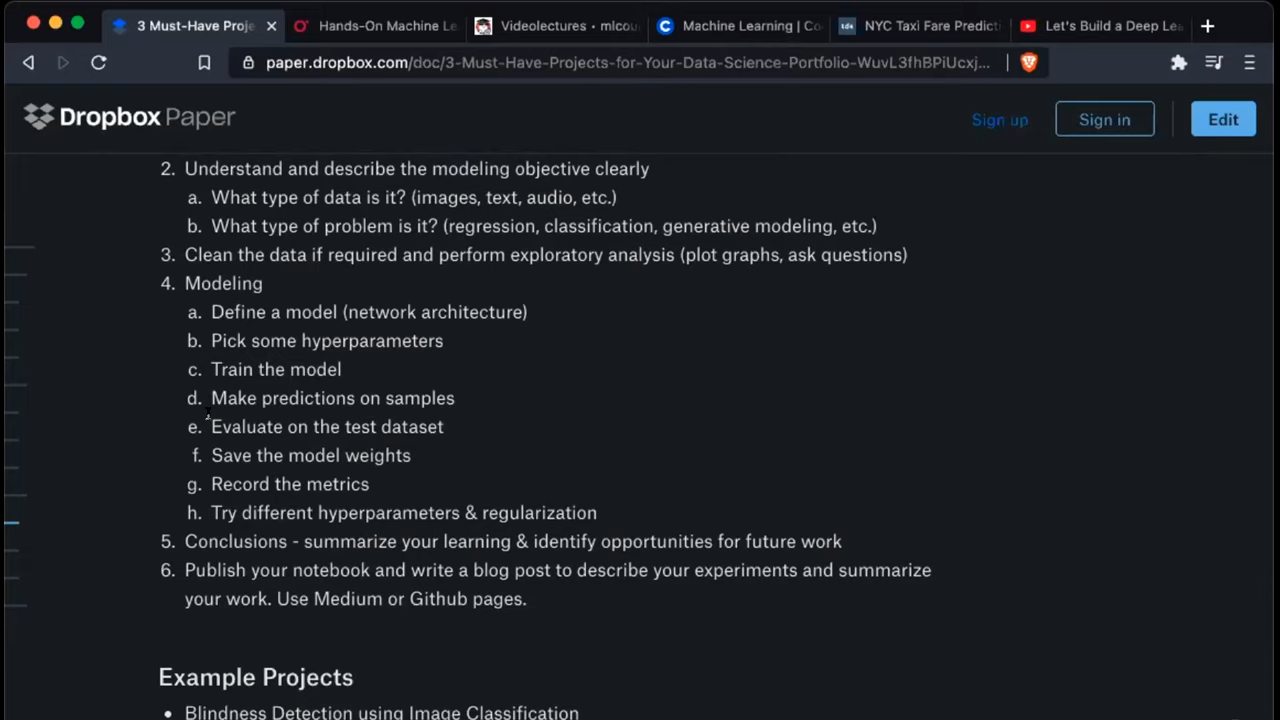 3 Must-Have Proje
Hands-On Machine Le
Videolectures • mlcou
Machine Learning | Co
NYC Taxi Fare Predicti
Let's Build a Deep Lea
paper.dropbox.com/doc/3-Must-Have-Projects-for-Your-Data-Science-Portfolio-WuvL3fhBPiUcxj...
Dropbox Paper
Sign up
Sign in
Edit
2. Understand and describe the modeling objective clearly
a. What type of data is it? (images, text, audio, etc.)
b. What type of problem is it? (regression, classification, generative modeling, etc.)
3. Clean the data if required and perform exploratory analysis (plot graphs, ask questions)
4. Modeling
a. Define a model (network architecture)
b. Pick some hyperparameters
c. Train the model
d. Make predictions on samples
e. Evaluate on the test dataset
f. Save the model weights
g. Record the metrics
h. Try different hyperparameters & regularization
5. Conclusions - summarize your learning & identify opportunities for future work
6. Publish your notebook and write a blog post to describe your experiments and summarize
your work. Use Medium or Github pages.
Example Projects
• Blindness Detection using Image Classification